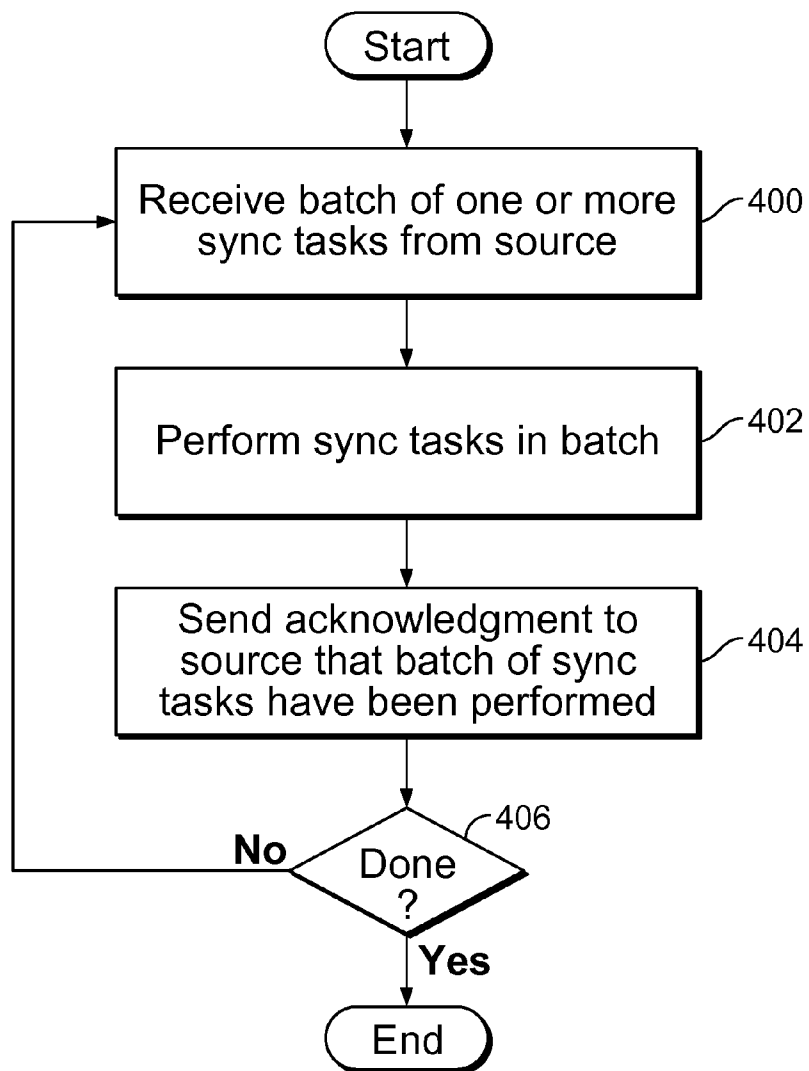 Start
Receive batch of one or more
sync tasks from source
400
Perform sync tasks in batch
402
Send acknowledgment to
source that batch of sync
tasks have been performed
404
406
No
Done
?
Yes
End